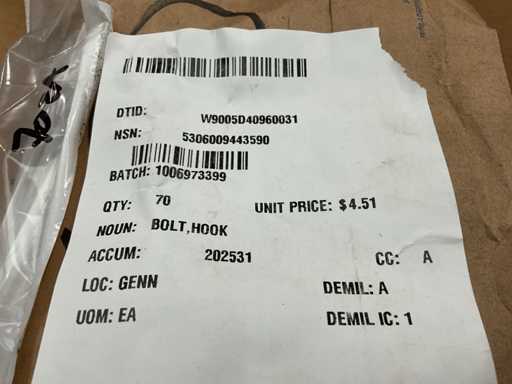 DTID: W9005D40960031
NSN: 5306009443590
BATCH: 1006973399
QTY: 70 UNIT PRICE: $4.51
NOUN: BOLT,HOOK
ACCUM: 202531 CC: A
LOC: GENN DEMIL: A
UOM: EA DEMIL IC: 1